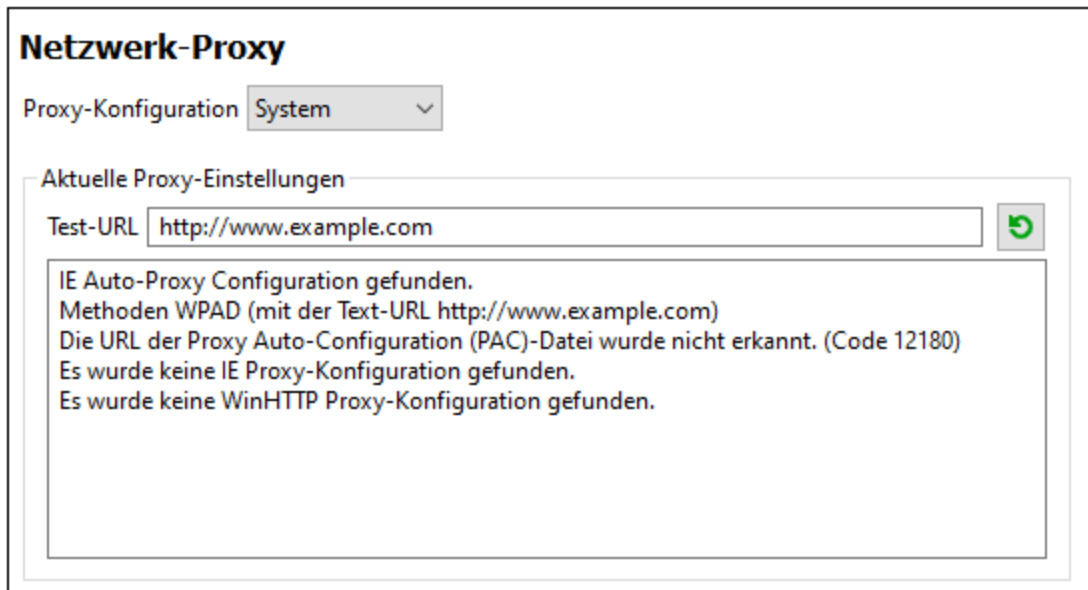 Netzwerk-Proxy
Proxy-Konfiguration System
Aktuelle Proxy-Einstellungen
Test-URL http://www.example.com
IE Auto-Proxy Configuration gefunden.
Methoden WPAD (mit der Text-URL http://www.example.com)
Die URL der Proxy Auto-Configuration (PAC)-Datei wurde nicht erkannt. (Code 12180)
Es wurde keine IE Proxy-Konfiguration gefunden.
Es wurde keine WinHTTP Proxy-Konfiguration gefunden.